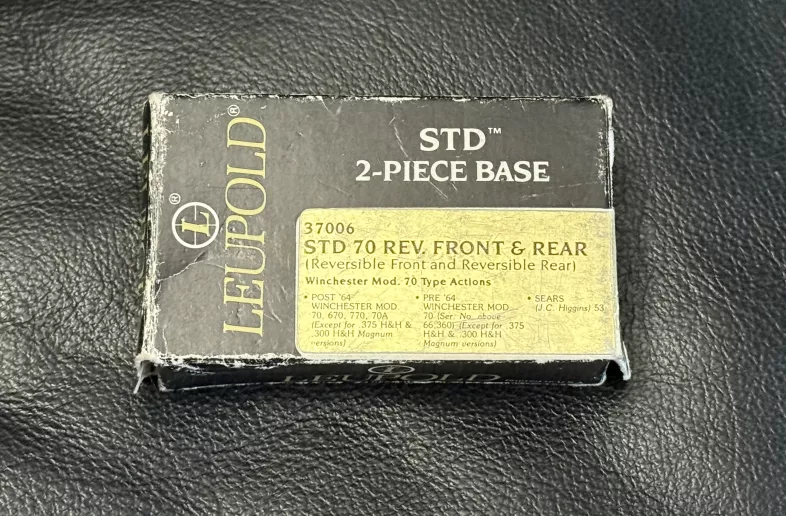 LEUPOLD®
L®
STD™
2-PIECE BASE
37006
STD 70 REV. FRONT & REAR
(Reversible Front and Reversible Rear)
Winchester Mod. 70 Type Actions
• POST '64
WINCHESTER MOD
70, 670, 770, 70A
(Except for .375 H&H &
.300 H&H Magnum
versions)
• PRE '64
WINCHESTER MOD
70 (Ser. No. above
66,360) (Except for .375
H&H & .300 H&H
Magnum versions)
• SEARS
(J.C. Higgins) 53
L
LEUPOLD